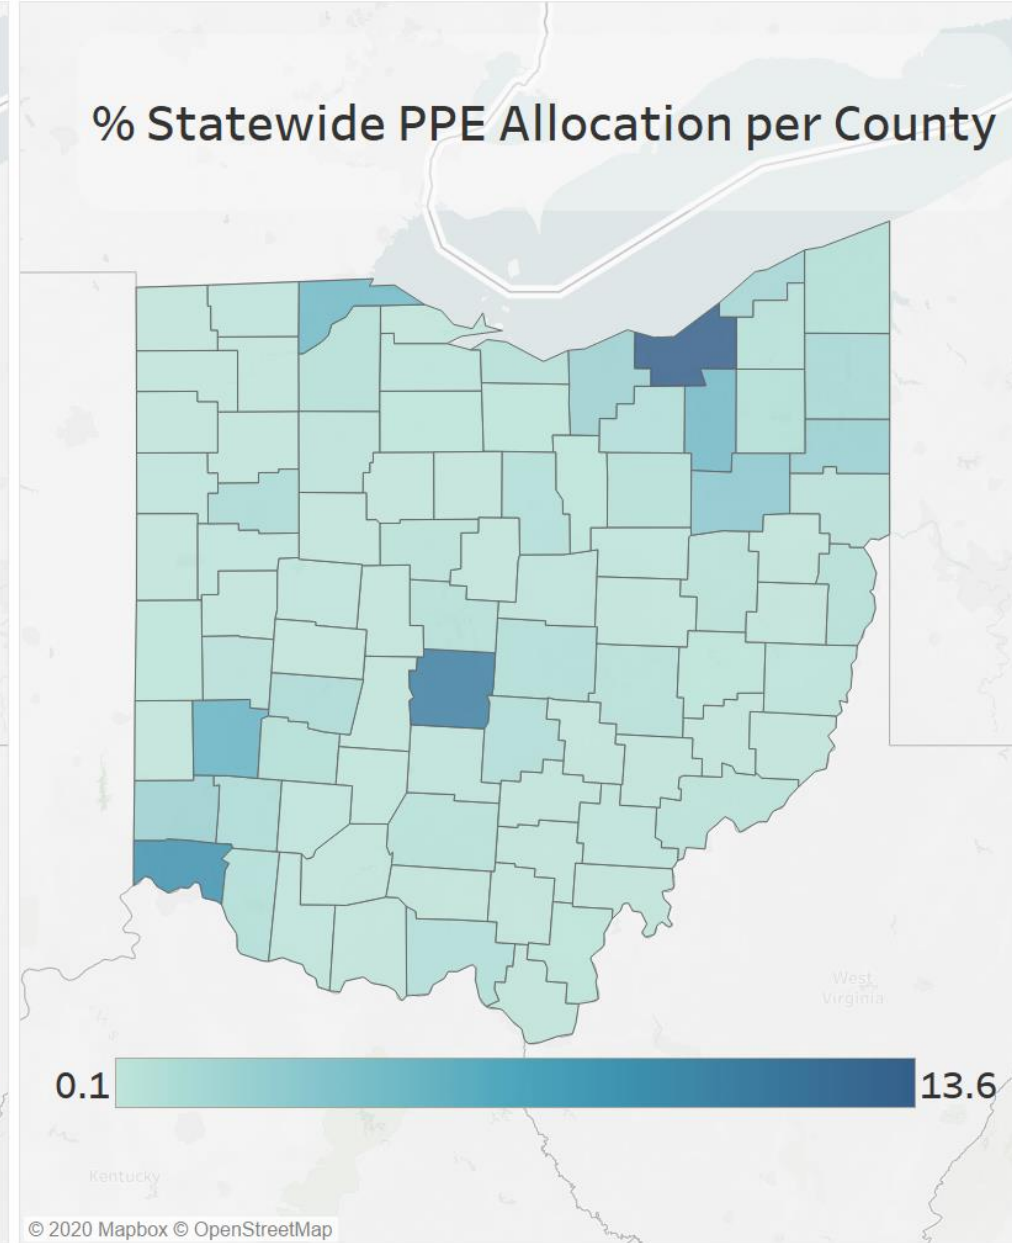 % Statewide PPE Allocation per County
West
Virginia
0.1
13.6
Kentucky
© 2020 Mapbox © OpenStreetMap